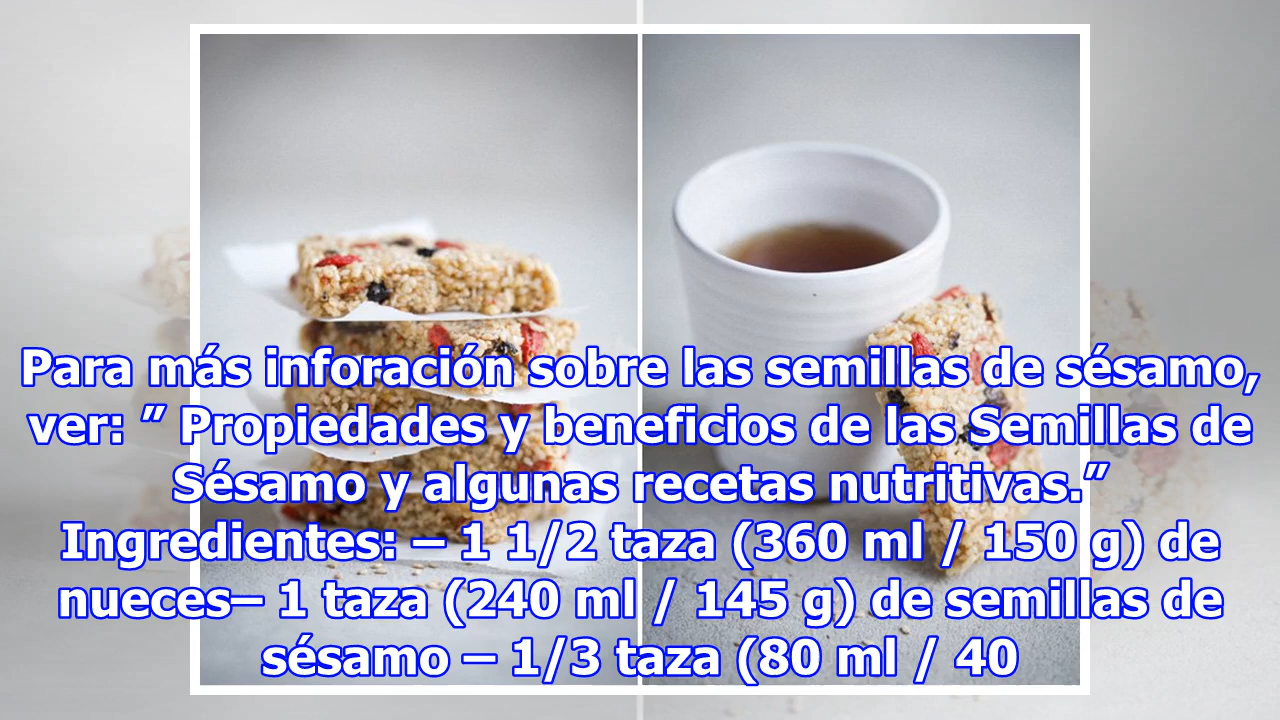 Para más inforación sobre las semillas de sésamo,
ver: ” Propiedades y beneficios de las Semillas de
Sésamo y algunas recetas nutritivas.”
Ingredientes: – 1 1/2 taza (360 ml / 150 g) de
nueces– 1 taza (240 ml / 145 g) de semillas de
sésamo – 1/3 taza (80 ml / 40